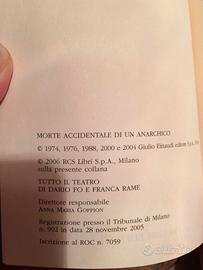 MORTE ACCIDENTALE DI UN ANARCHICO
© 1974, 1976, 1988, 2000 e 2004 Giulio Einaudi editore s.p.a.
© 2006 RCS Libri S.p.A., Milano
sulla presente collana
TUTTO IL TEATRO
DI DARIO FO E FRANCA RAME
Direttore responsabile
ANNA MARIA GOPPION
Registrazione presso il Tribunale di Milano
n. 902 in data 28 novembre 2005
Iscrizione al ROC n. 7059